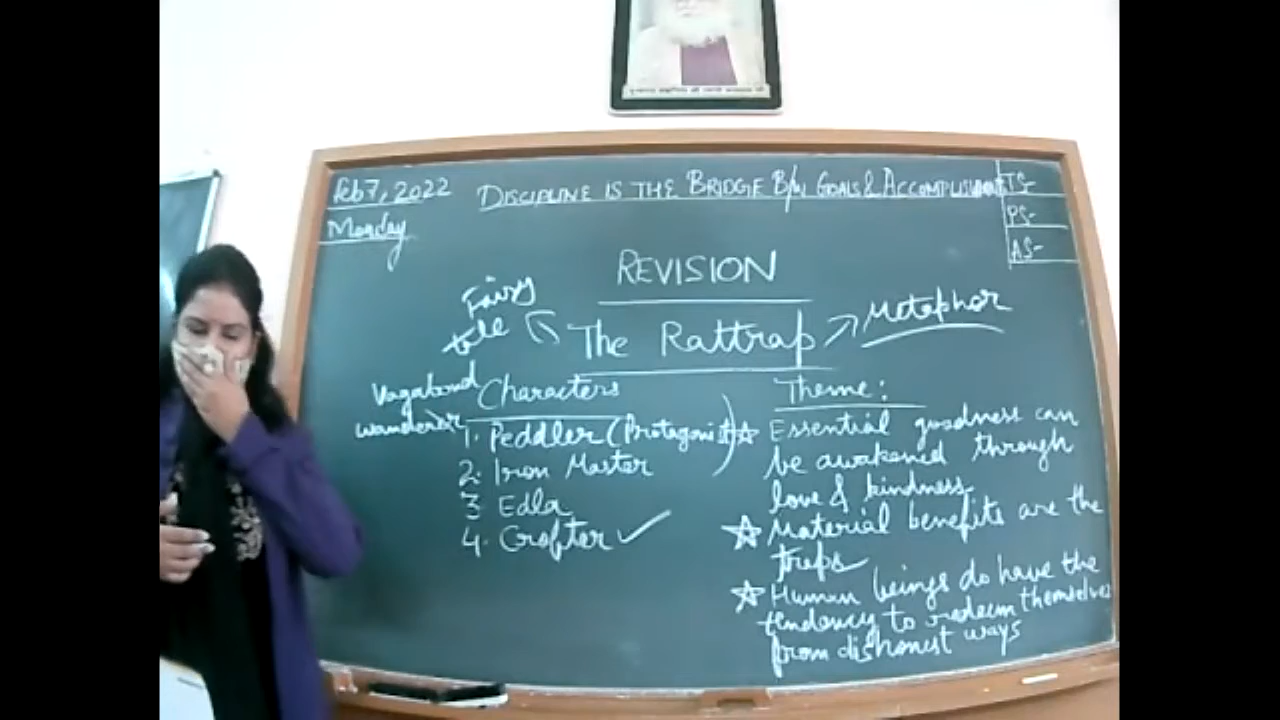 Feb 7, 2022
Monday
DISCIPLINE IS THE BRIDGE B/W GOALS & ACCOMPLISHMENTS
TS-
PS-
AS-
REVISION
Fairy
tale
The Rattrap
Metaphor
Vagabond
wanderer
Characters
1. Peddler (Protagonist)
2. Iron Master
3 Edla
4. Crofter ✓
Theme:
☆ Essential goodness can
be awakened through
love & kindness
☆ Material benefits are the
traps
☆ Human beings do have the
tendency to redeem themselves
from dishonest ways